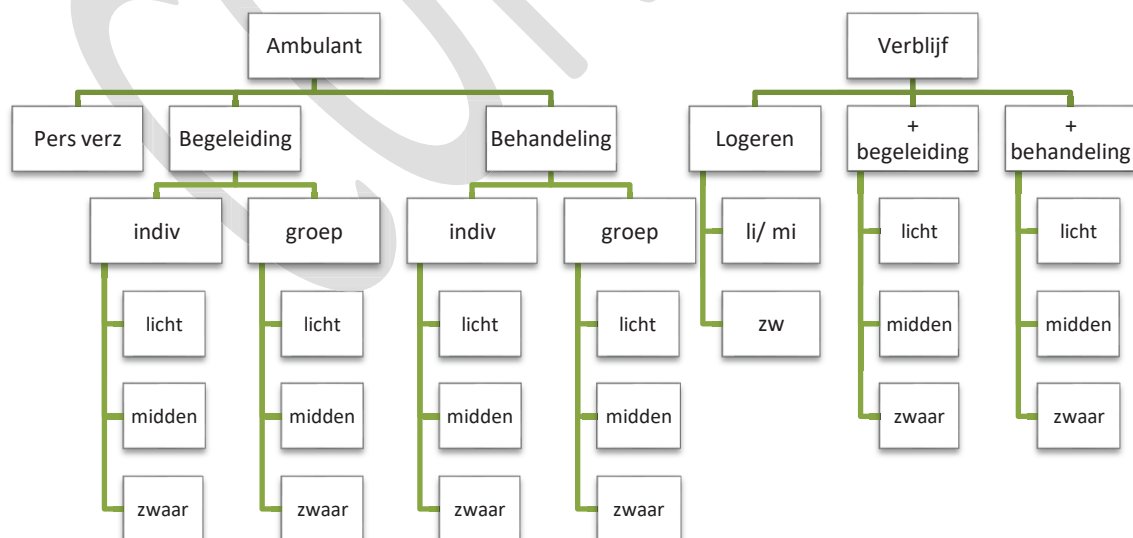 Ambulant
Verblijf
Pers verz
Begeleiding
Behandeling
Logeren
+
begeleiding
+
behandeling
indiv
groep
indiv
groep
li/ mi
licht
licht
licht
licht
licht
licht
zw
midden
midden
midden
midden
midden
midden
zwaar
zwaar
zwaar
zwaar
zwaar
zwaar